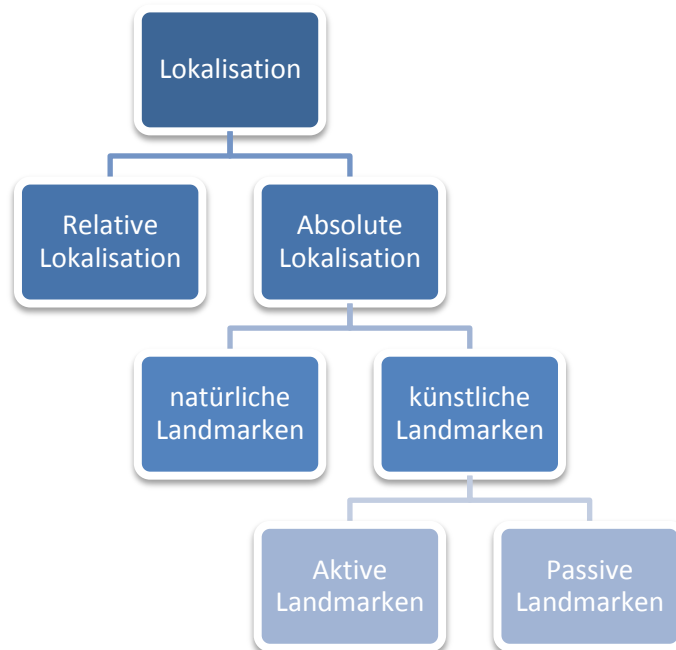 Lokalisation
Relative
Lokalisation
Absolute
Lokalisation
natürliche
Landmarken
künstliche
Landmarken
Aktive
Landmarken
Passive
Landmarken